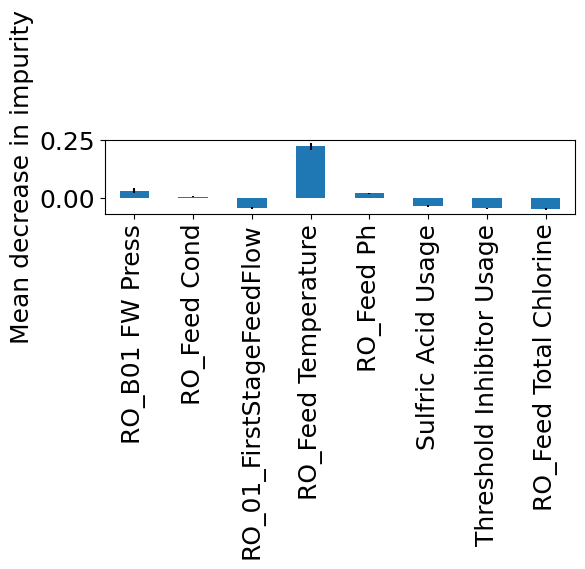 Mean decrease in impurity
0.25
0.00
RO_B01 FW Press
RO_Feed Cond
RO_01_FirstStageFeedFlow
RO_Feed Temperature
RO_Feed Ph
Sulfric Acid Usage
Threshold Inhibitor Usage
RO_Feed Total Chlorine